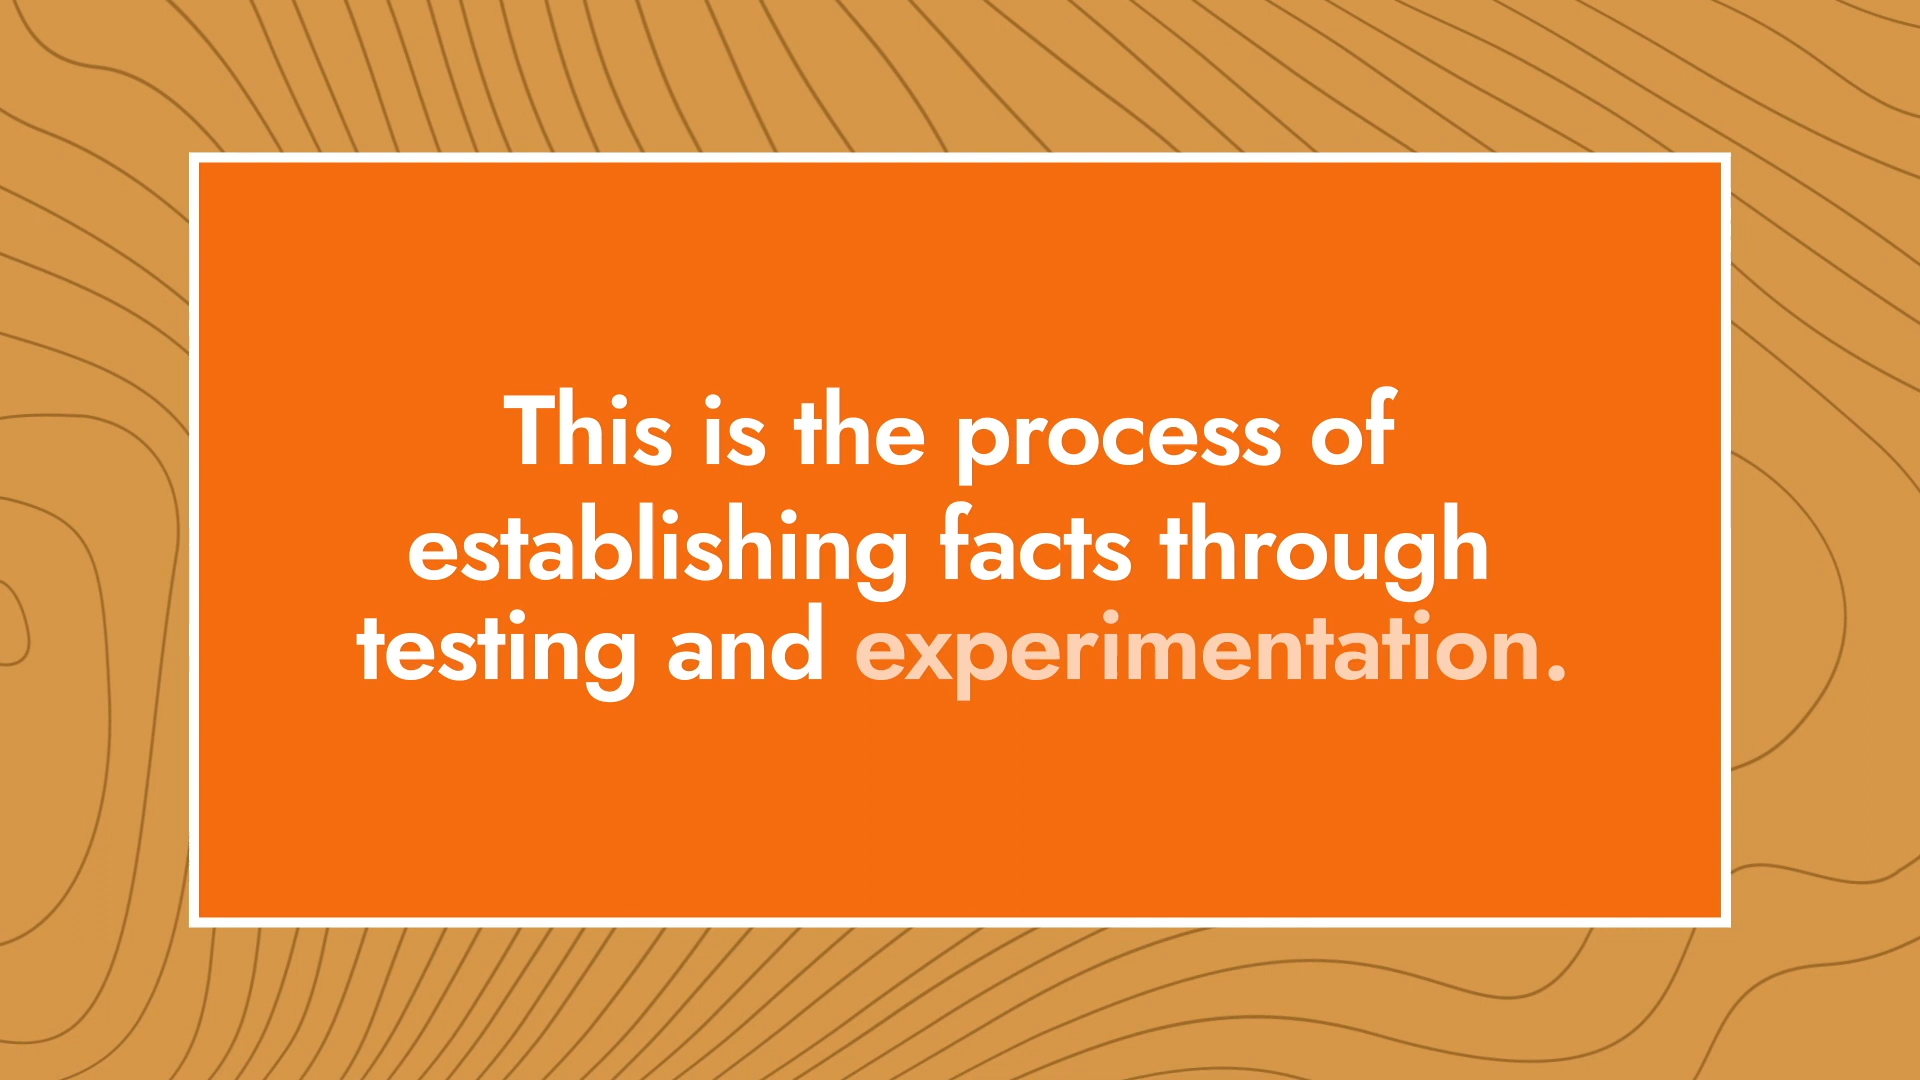 This is the process of
establishing facts through
testing and experimentation.